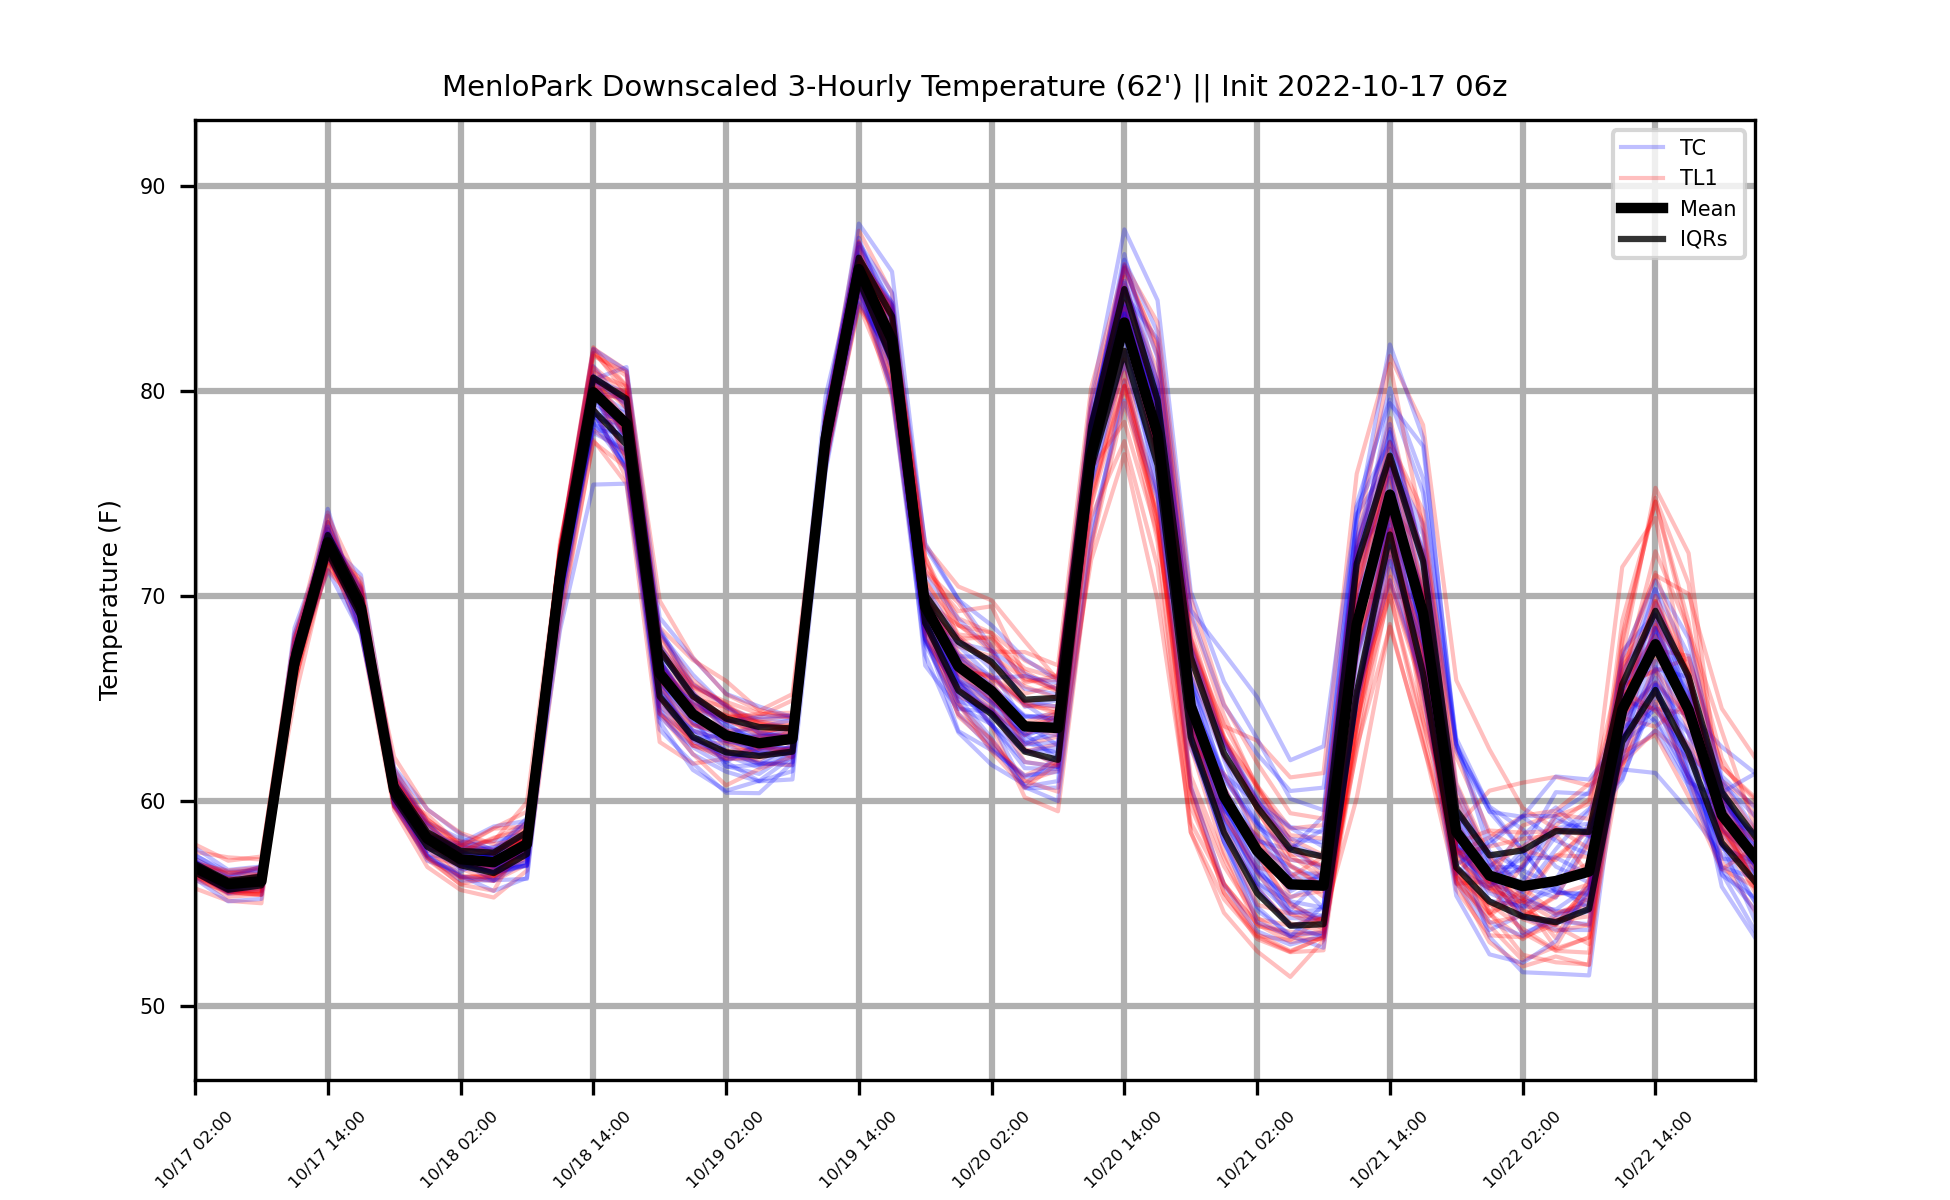 MenloPark Downscaled 3-Hourly Temperature (62') || Init 2022-10-17 06z
TC
TL1
Mean
IQRs
Temperature (F)
90
80
70
60
50
10/17 02:00
10/17 14:00
10/18 02:00
10/18 14:00
10/19 02:00
10/19 14:00
10/20 02:00
10/20 14:00
10/21 02:00
10/21 14:00
10/22 02:00
10/22 14:00